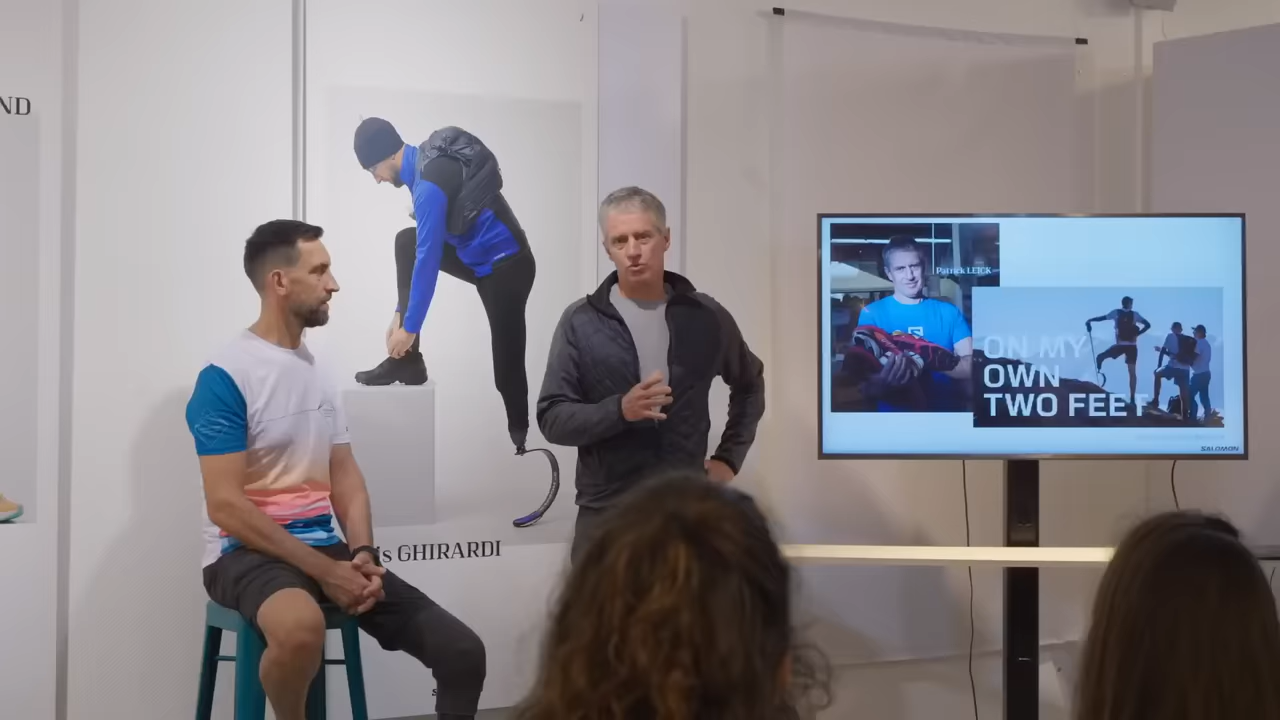 ND
is GHIRARDI
Patrick LEICK
ON MY
OWN
TWO FEET
SALOMON